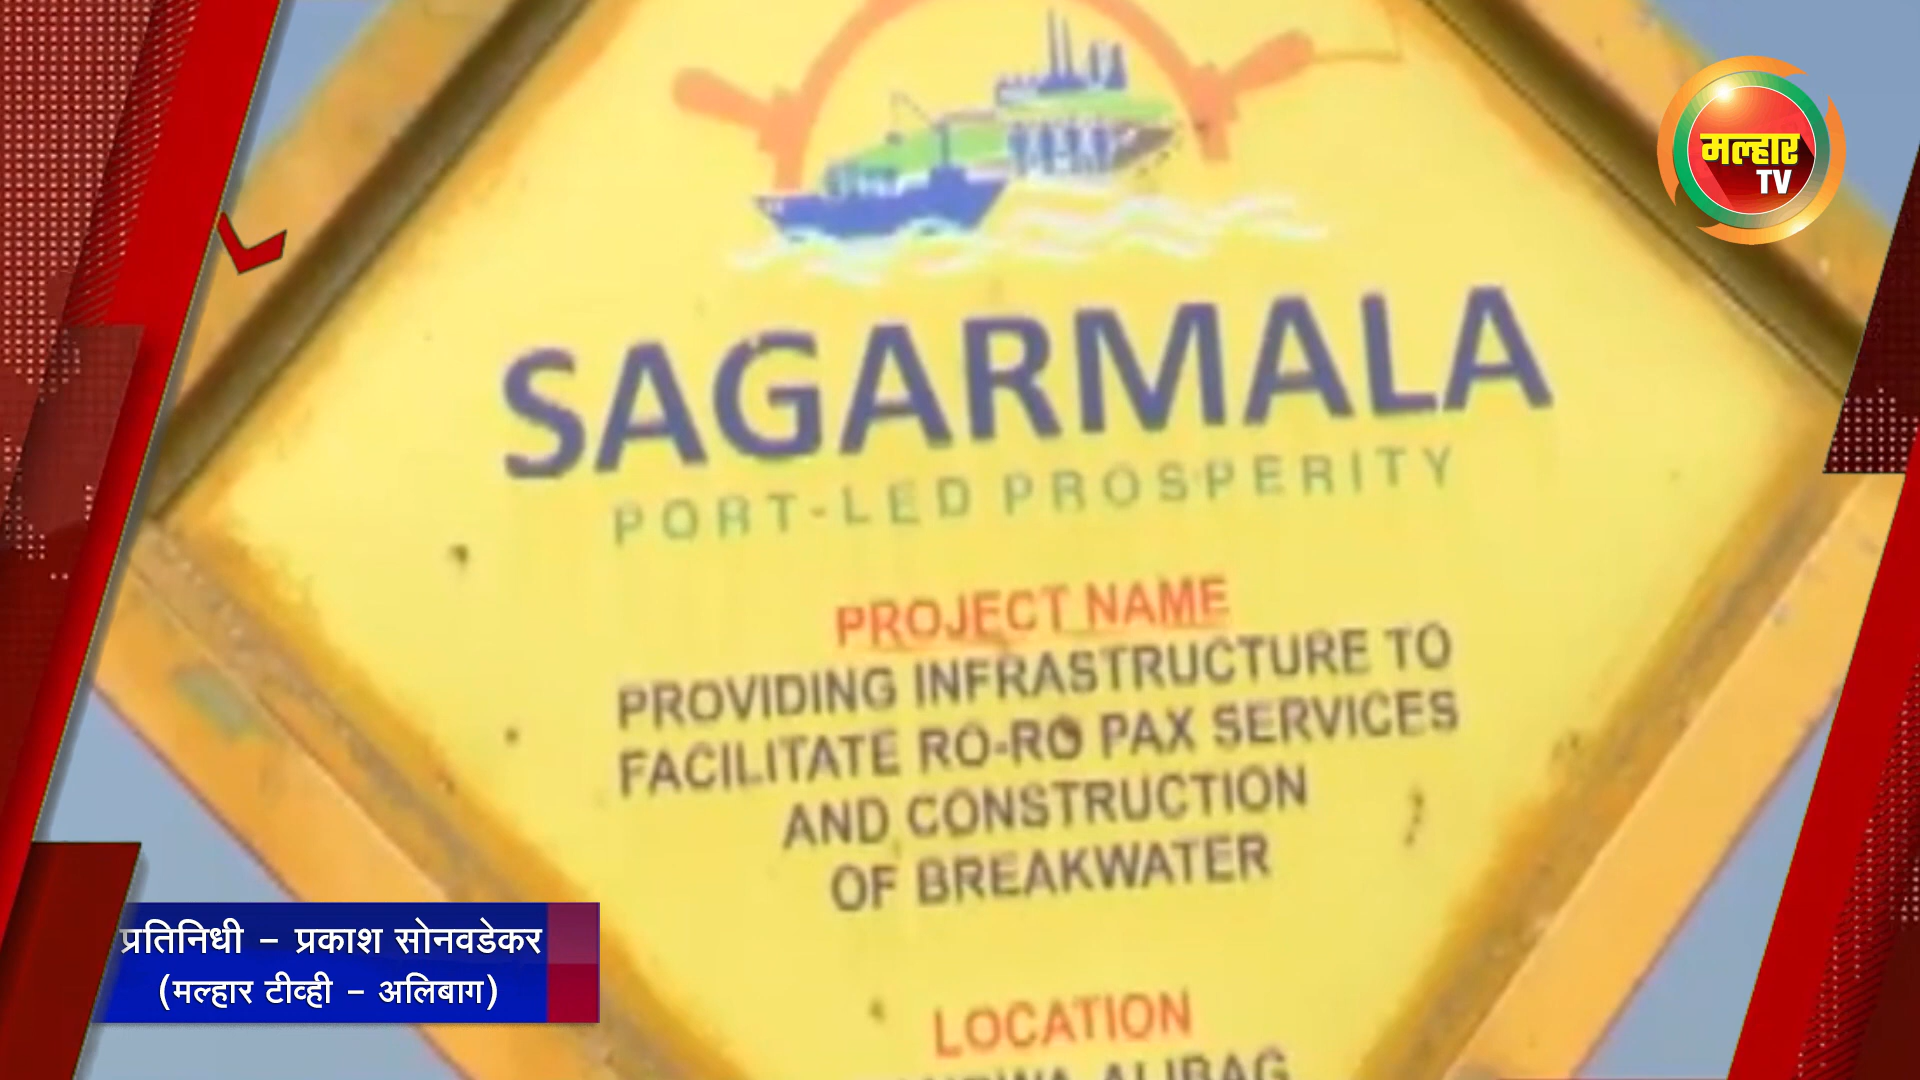 मल्हार
TV
SAGARMALA
PORT-LED PROSPERITY
PROJECT NAME
PROVIDING INFRASTRUCTURE TO
FACILITATE RO-RO PAX SERVICES
AND CONSTRUCTION
OF BREAKWATER
LOCATION
ALIBAG
प्रतिनिधी – प्रकाश सोनवडेकर
(मल्हार टीव्ही – अलिबाग)